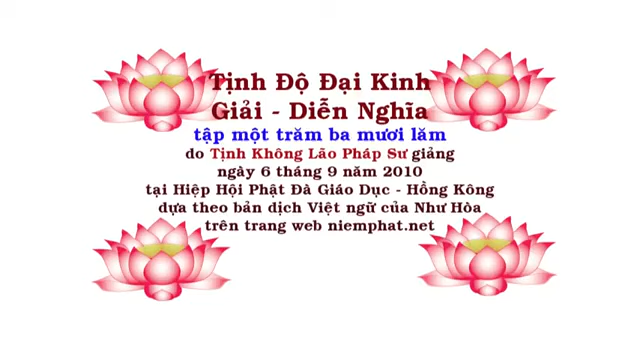 Tịnh Độ Đại Kinh
Giải - Diễn Nghĩa
tập một trăm ba mươi lăm
do Tịnh Không Lão Pháp Sư giảng
ngày 6 tháng 9 năm 2010
tại Hiệp Hội Phật Đà Giáo Dục - Hồng Kông
dựa theo bản dịch Việt ngữ của Như Hòa
trên trang web niemphat.net